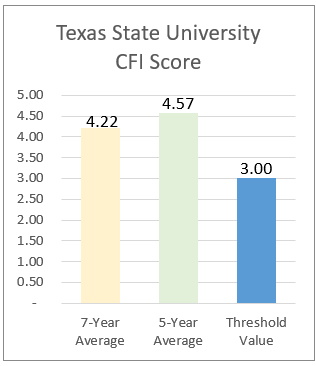 Texas State University
CFI Score
5.00
4.50
4.00
3.50
3.00
2.50
2.00
1.50
1.00
0.50
-
4.22
4.57
3.00
7-Year
Average
5-Year
Average
Threshold
Value